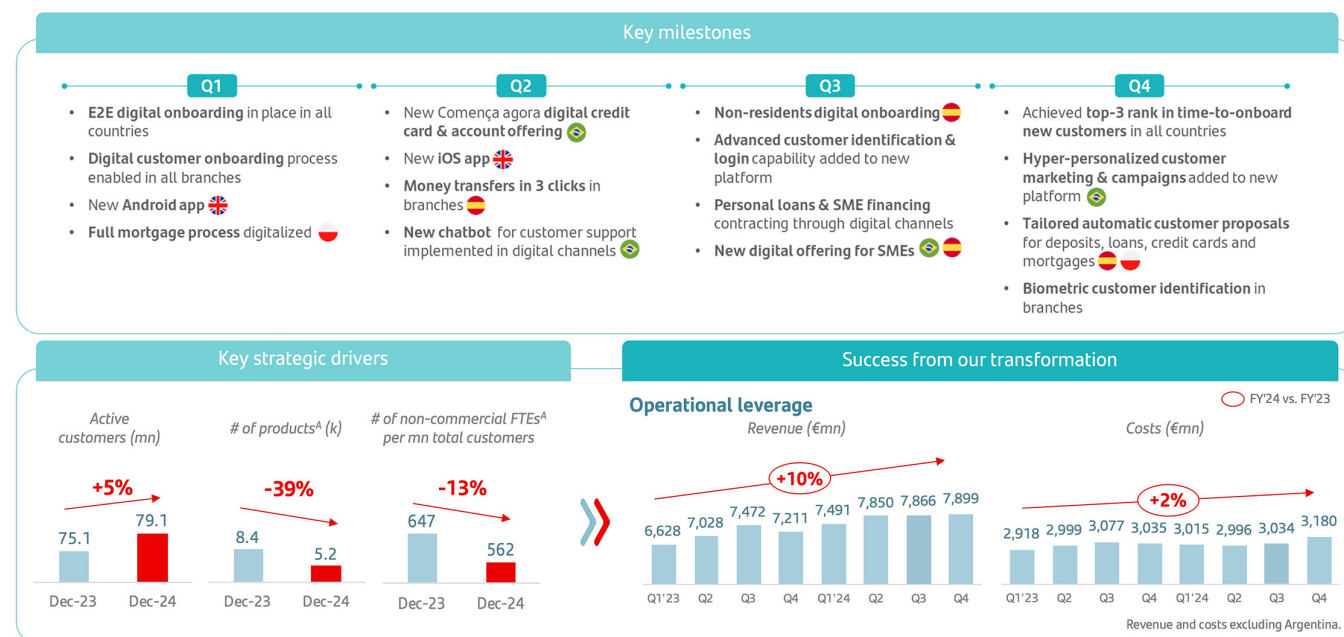 Key milestones
Q1
• E2E digital onboarding in place in all
countries
• Digital customer onboarding process
enabled in all branches
• New Android app
• Full mortgage process digitalized
Q2
• New Comença agora digital credit
card & account offering
• New iOS app
• Money transfers in 3 clicks in
branches
• New chatbot for customer support
implemented in digital channels
Q3
• Non-residents digital onboarding
• Advanced customer identification &
login capability added to new
platform
• Personal loans & SME financing
contracting through digital channels
• New digital offering for SMEs
Q4
• Achieved top-3 rank in time-to-onboard
new customers in all countries
• Hyper-personalized customer
marketing & campaigns added to new
platform
• Tailored automatic customer proposals
for deposits, loans, credit cards and
mortgages
• Biometric customer identification in
branches
Key strategic drivers
Active
customers (mn)
+5%
75.1
79.1
Dec-23
Dec-24
# of productsᴬ (k)
-39%
8.4
5.2
Dec-23
Dec-24
# of non-commercial FTEsᴬ
per mn total customers
-13%
647
562
Dec-23
Dec-24
Success from our transformation
Operational leverage
FY'24 vs. FY'23
Revenue (€mn)
+10%
6,628 7,028 7,472 7,211 7,491 7,850 7,866 7,899
Q1'23 Q2 Q3 Q4 Q1'24 Q2 Q3 Q4
Costs (€mn)
+2%
2,918 2,999 3,077 3,035 3,015 2,996 3,034 3,180
Q1'23 Q2 Q3 Q4 Q1'24 Q2 Q3 Q4
Revenue and costs excluding Argentina.